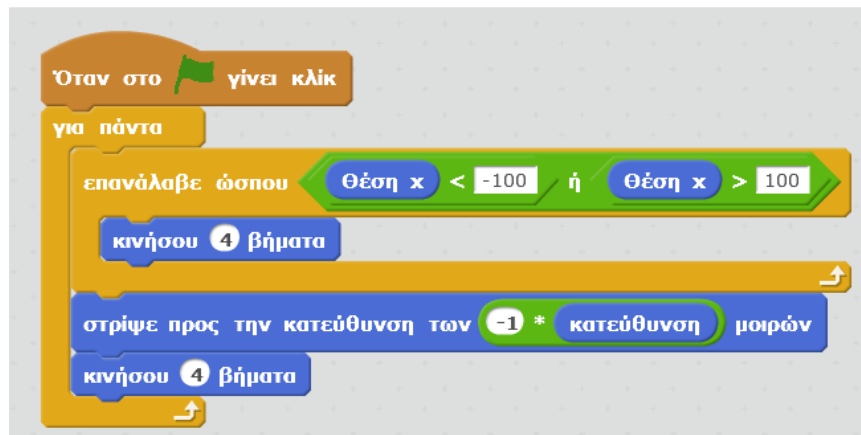 Όταν στο γίνει κλίκ
για πάντα
επανάλαβε ώσπου Θέση x < -100 ή Θέση x > 100
κινήσου 4 βήματα
στρίψε προς την κατεύθυνση των -1 * κατεύθυνση μοιρών
κινήσου 4 βήματα